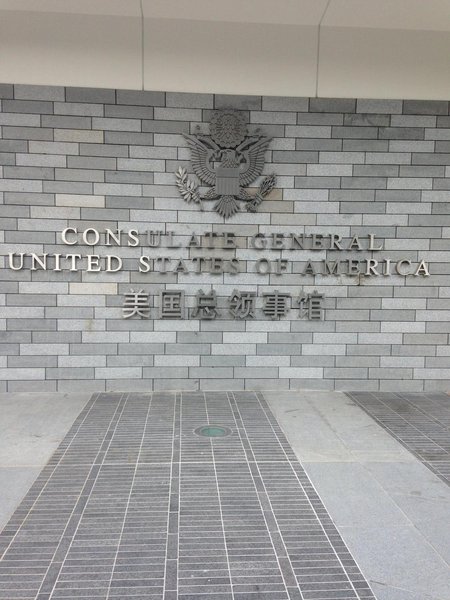 CONSULATE GENERAL
UNITED STATES OF AMERICA
美国总领事馆